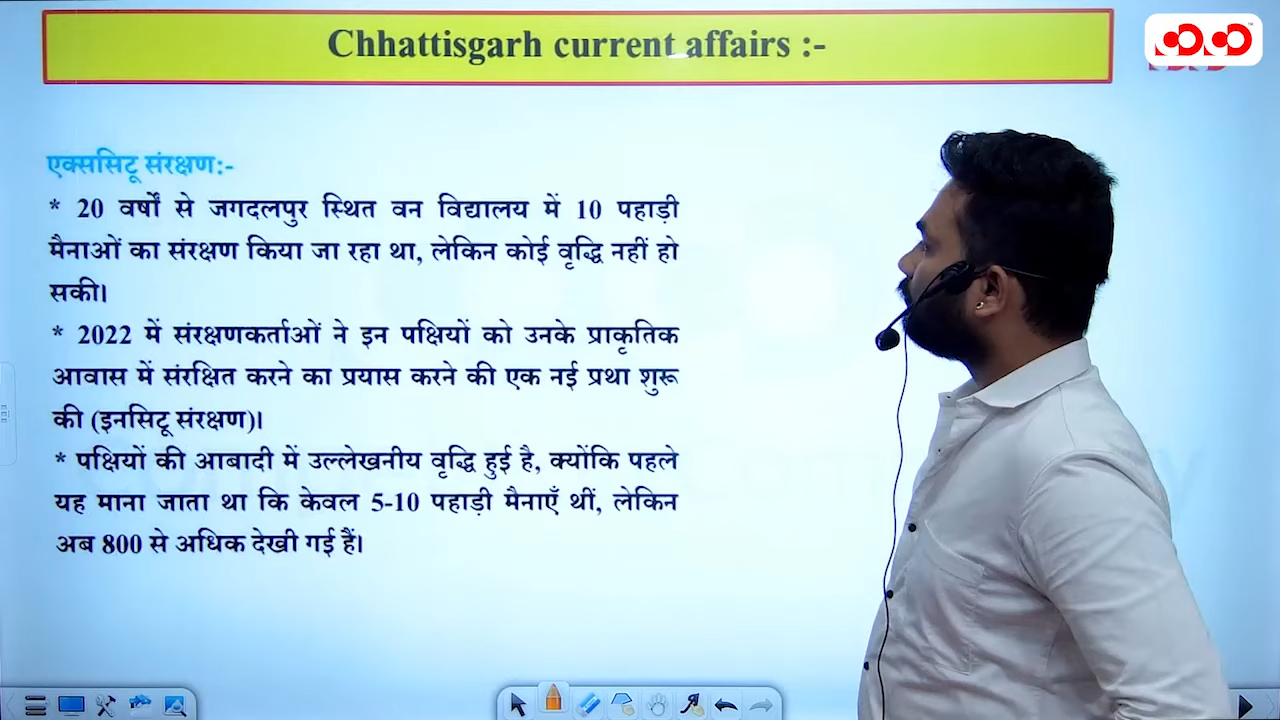 Chhattisgarh current affairs :-
एक्ससिटू संरक्षण:-
* 20 वर्षों से जगदलपुर स्थित वन विद्यालय में 10 पहाड़ी
मैनाओं का संरक्षण किया जा रहा था, लेकिन कोई वृद्धि नहीं हो
सकी।
* 2022 में संरक्षणकर्ताओं ने इन पक्षियों को उनके प्राकृतिक
आवास में संरक्षित करने का प्रयास करने की एक नई प्रथा शुरू
की (इनसिटू संरक्षण)।
* पक्षियों की आबादी में उल्लेखनीय वृद्धि हुई है, क्योंकि पहले
यह माना जाता था कि केवल 5-10 पहाड़ी मैनाएँ थीं, लेकिन
अब 800 से अधिक देखी गई हैं।